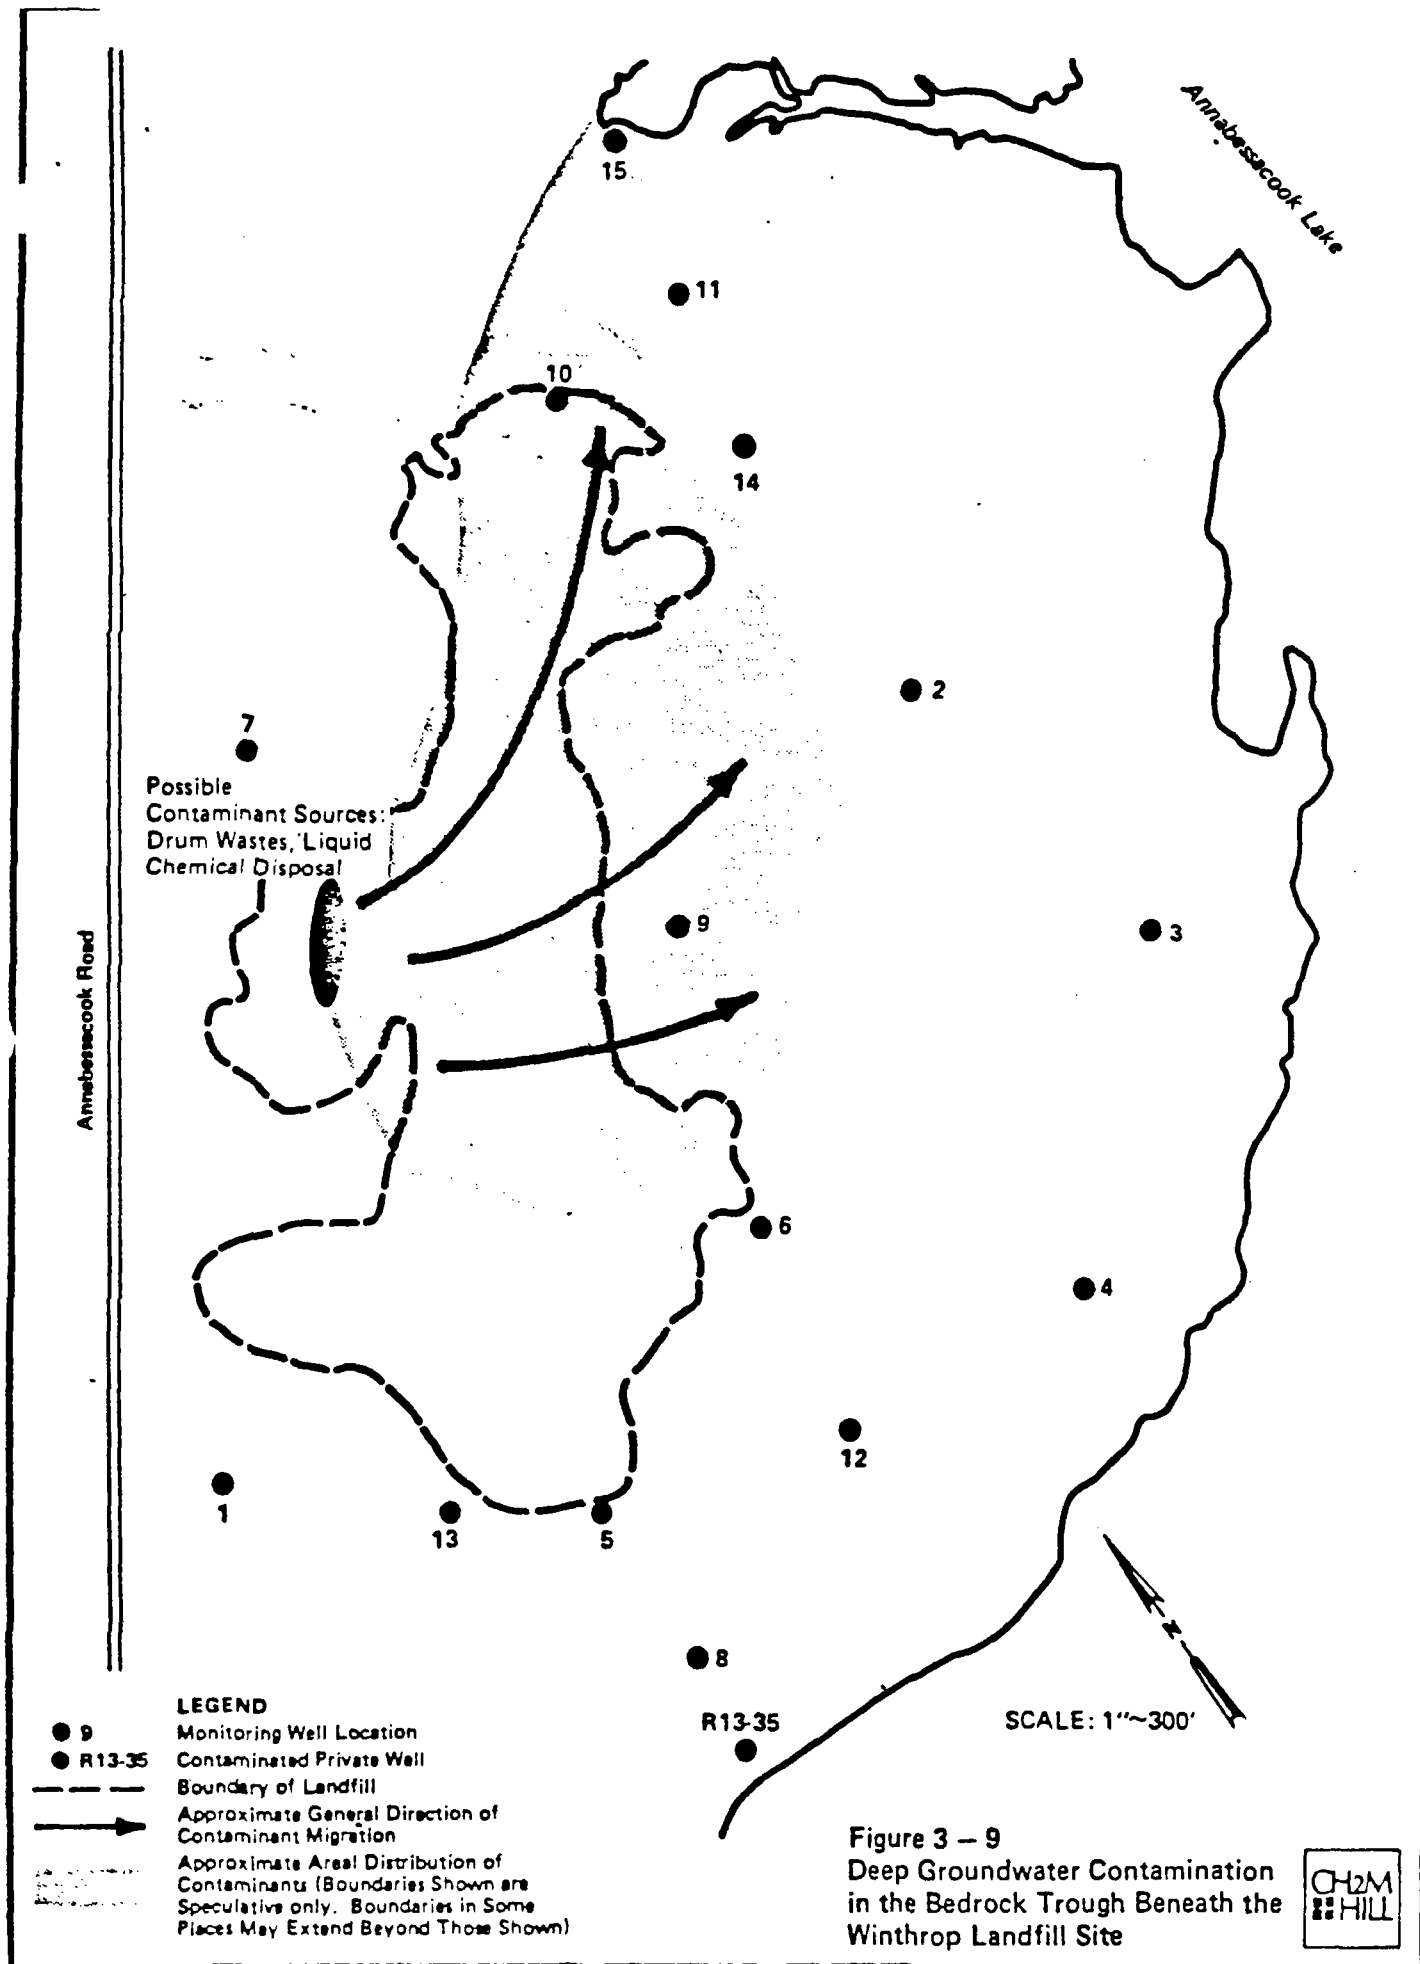 Annabessacook Lake
15
11
10
14
2
7
Possible
Contaminant Sources:
Drum Wastes, Liquid
Chemical Disposal
9
3
Annabessacook Road
6
4
12
1
13
5
8
R13-35
N
SCALE: 1"~300'
LEGEND
9 Monitoring Well Location
R13-35 Contaminated Private Well
Boundary of Landfill
Approximate General Direction of
Contaminant Migration
Approximate Areal Distribution of
Contaminants (Boundaries Shown are
Speculative only. Boundaries in Some
Places May Extend Beyond Those Shown)
Figure 3 – 9
Deep Groundwater Contamination
in the Bedrock Trough Beneath the
Winthrop Landfill Site
CH2M
HILL